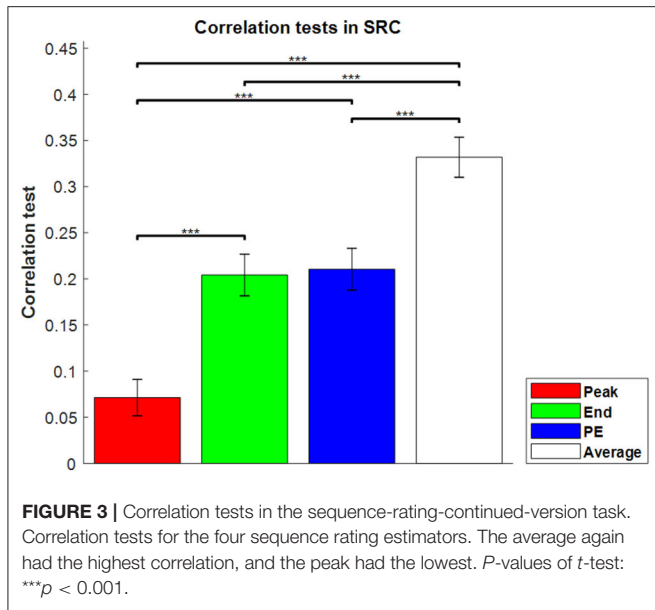 Correlation tests in SRC
0.45
0.4
0.35
0.3
0.25
0.2
0.15
0.1
0.05
0
Correlation test
***
***
***
***
***
Peak
End
PE
Average
FIGURE 3 | Correlation tests in the sequence-rating-continued-version task.
Correlation tests for the four sequence rating estimators. The average again
had the highest correlation, and the peak had the lowest. P-values of t-test:
***p < 0.001.